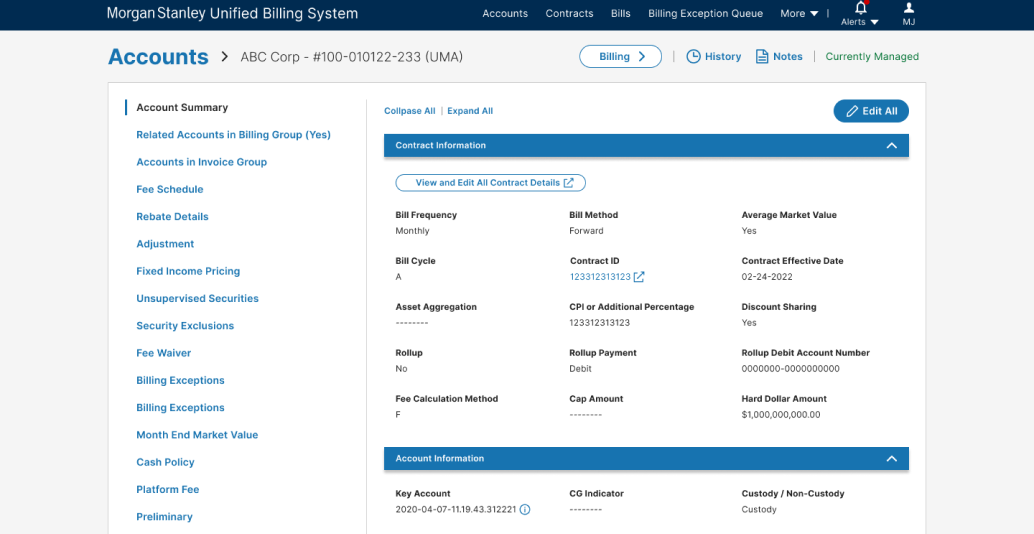 Morgan Stanley Unified Billing System
Accounts Contracts Bills Billing Exception Queue More Alerts MJ
Accounts > ABC Corp - #100-010122-233 (UMA) Billing > | History Notes | Currently Managed
Account Summary
Related Accounts in Billing Group (Yes)
Accounts in Invoice Group
Fee Schedule
Rebate Details
Adjustment
Fixed Income Pricing
Unsupervised Securities
Security Exclusions
Fee Waiver
Billing Exceptions
Billing Exceptions
Month End Market Value
Cash Policy
Platform Fee
Preliminary
Collpase All | Expand All
Edit All
Contract Information
View and Edit All Contract Details
Bill Frequency Bill Method Average Market Value
Monthly Forward Yes
Bill Cycle Contract ID Contract Effective Date
A 123312313123 02-24-2022
Asset Aggregation CPI or Additional Percentage Discount Sharing
-------- 123312313123 Yes
Rollup Rollup Payment Rollup Debit Account Number
No Debit 0000000-0000000000
Fee Calculation Method Cap Amount Hard Dollar Amount
F -------- $1,000,000,000.00
Account Information
Key Account CG Indicator Custody / Non-Custody
2020-04-07-11.19.43.312221 -------- Custody